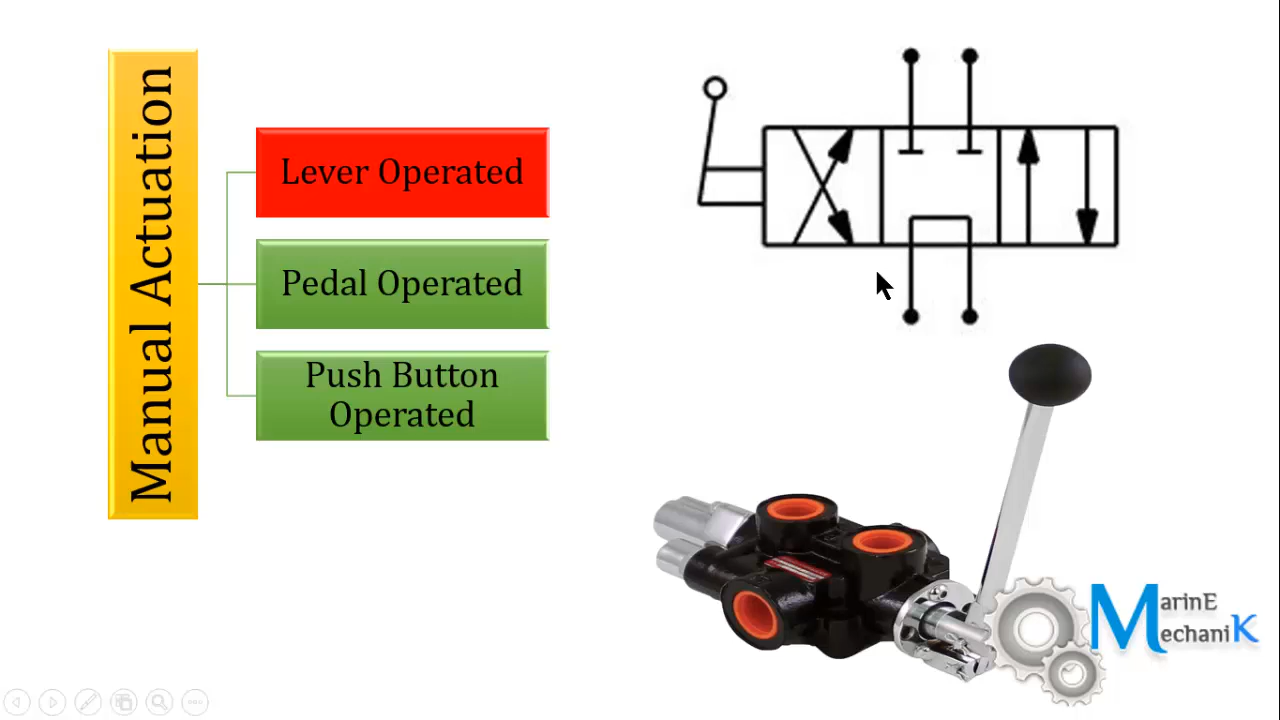 Manual Actuation
Lever Operated
Pedal Operated
Push Button
Operated
MarinE
MechaniK